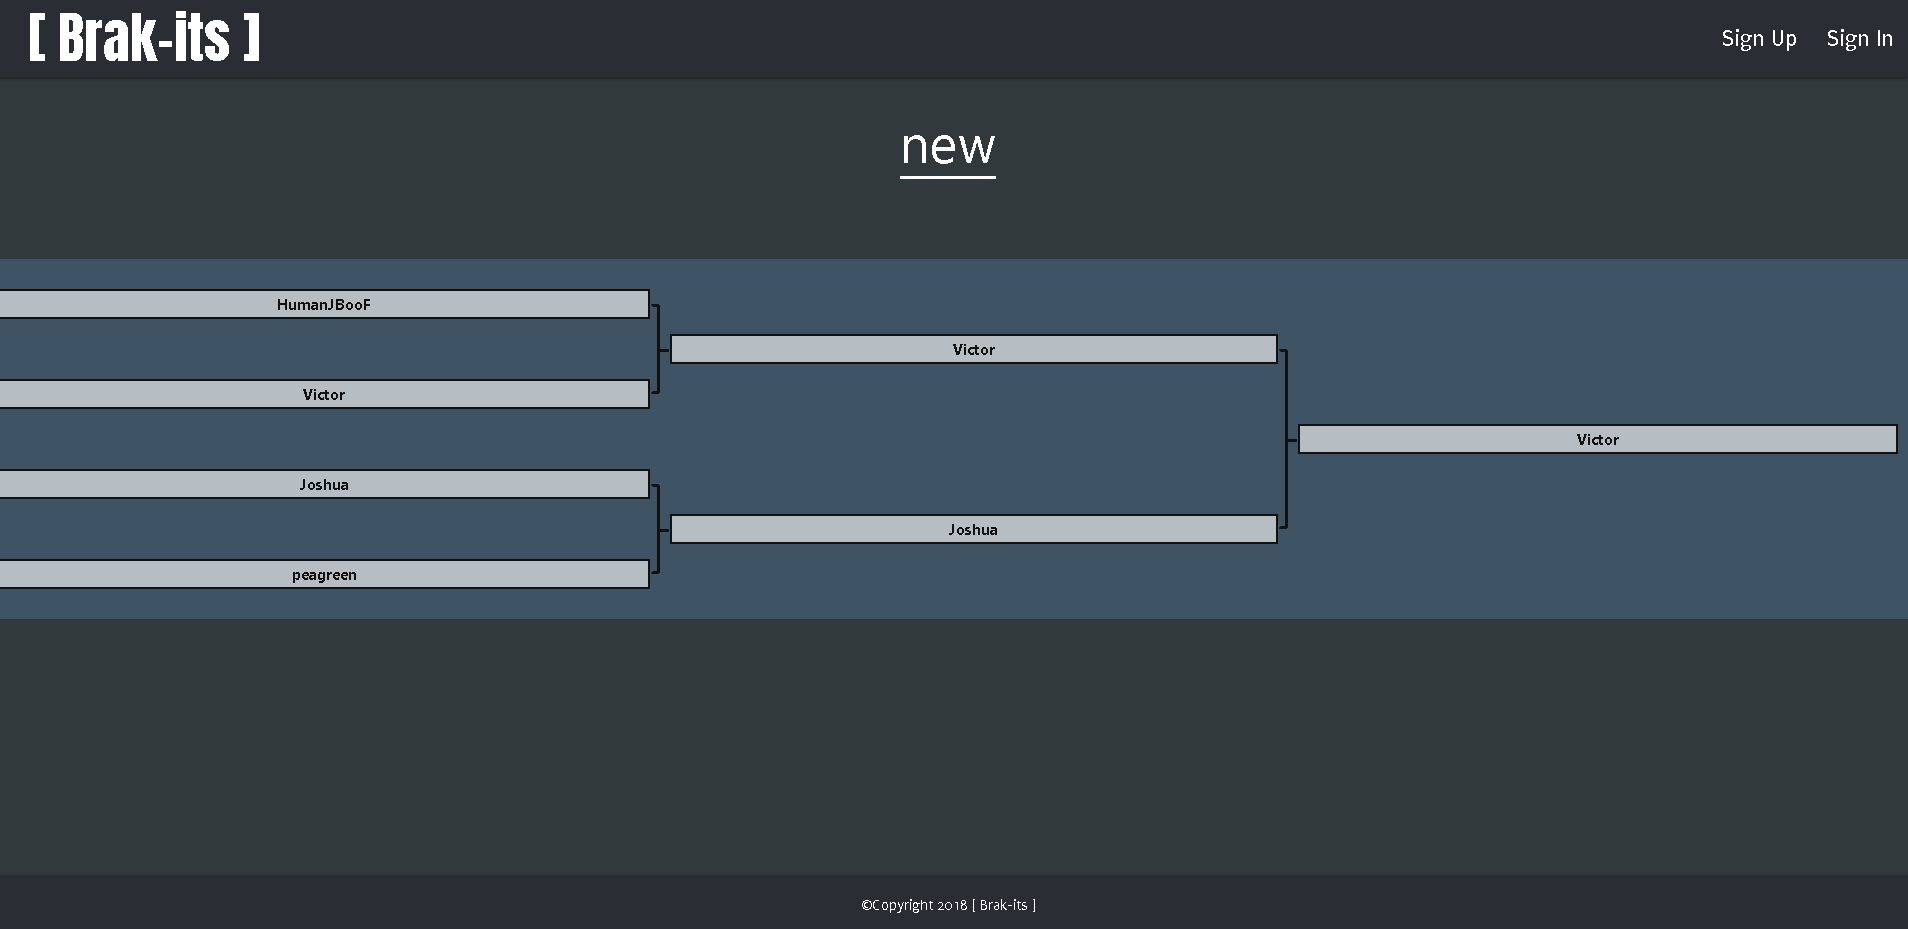 [ Brak-its ]
Sign Up Sign In
new
HumanJBooF
Victor
Victor
Victor
Joshua
Joshua
peagreen
©Copyright 2018 [ Brak-its ]